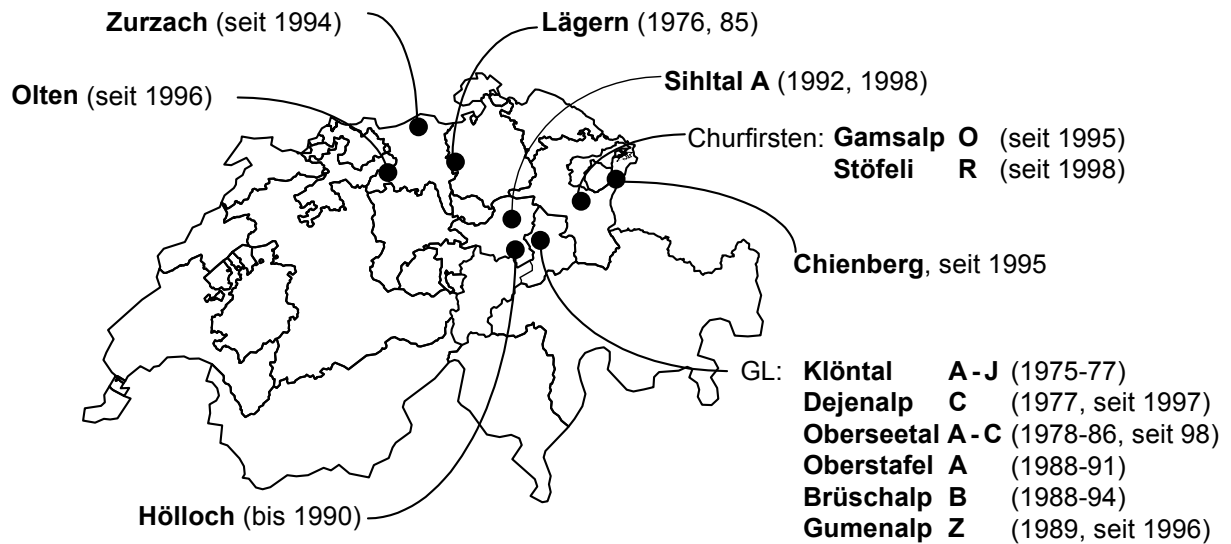 Zurzach (seit 1994)
Lägern (1976, 85)
Olten (seit 1996)
Sihltal A (1992, 1998)
Churfirsten: Gamsalp O (seit 1995)
Stöfeli R (seit 1998)
Chienberg, seit 1995
GL: Klöntal A-J (1975-77)
Dejenalp C (1977, seit 1997)
Oberseetal A-C (1978-86, seit 98)
Oberstafel A (1988-91)
Brüschalp B (1988-94)
Gumenalp Z (1989, seit 1996)
Hölloch (bis 1990)